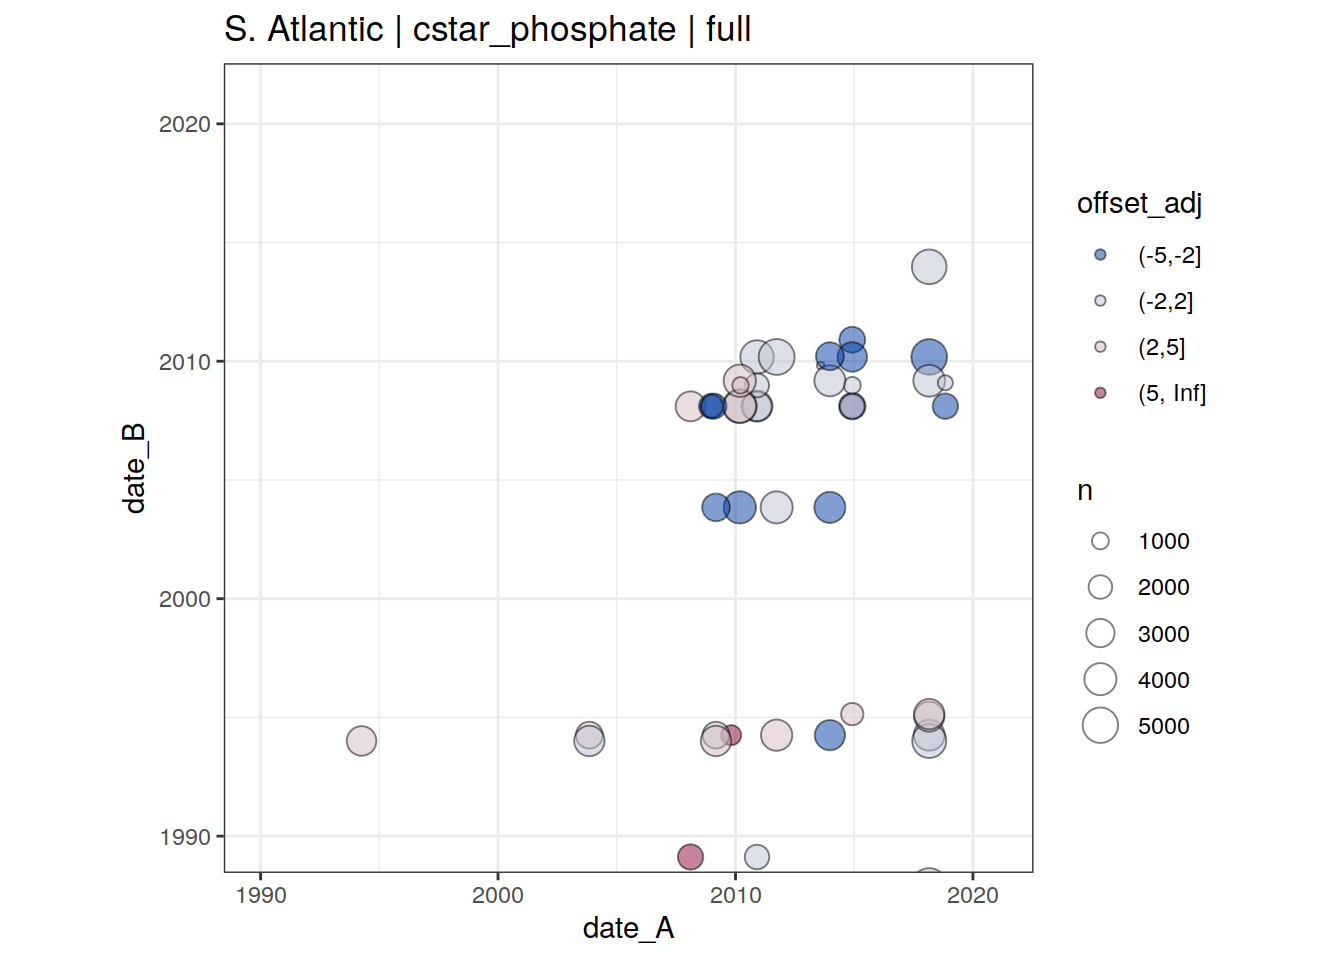 S. Atlantic | cstar_phosphate | full
2020
2010
2000
1990
date_B
1990
2000
2010
2020
date_A
offset_adj
(-5,-2]
(-2,2]
(2,5]
(5, Inf]
n
1000
2000
3000
4000
5000